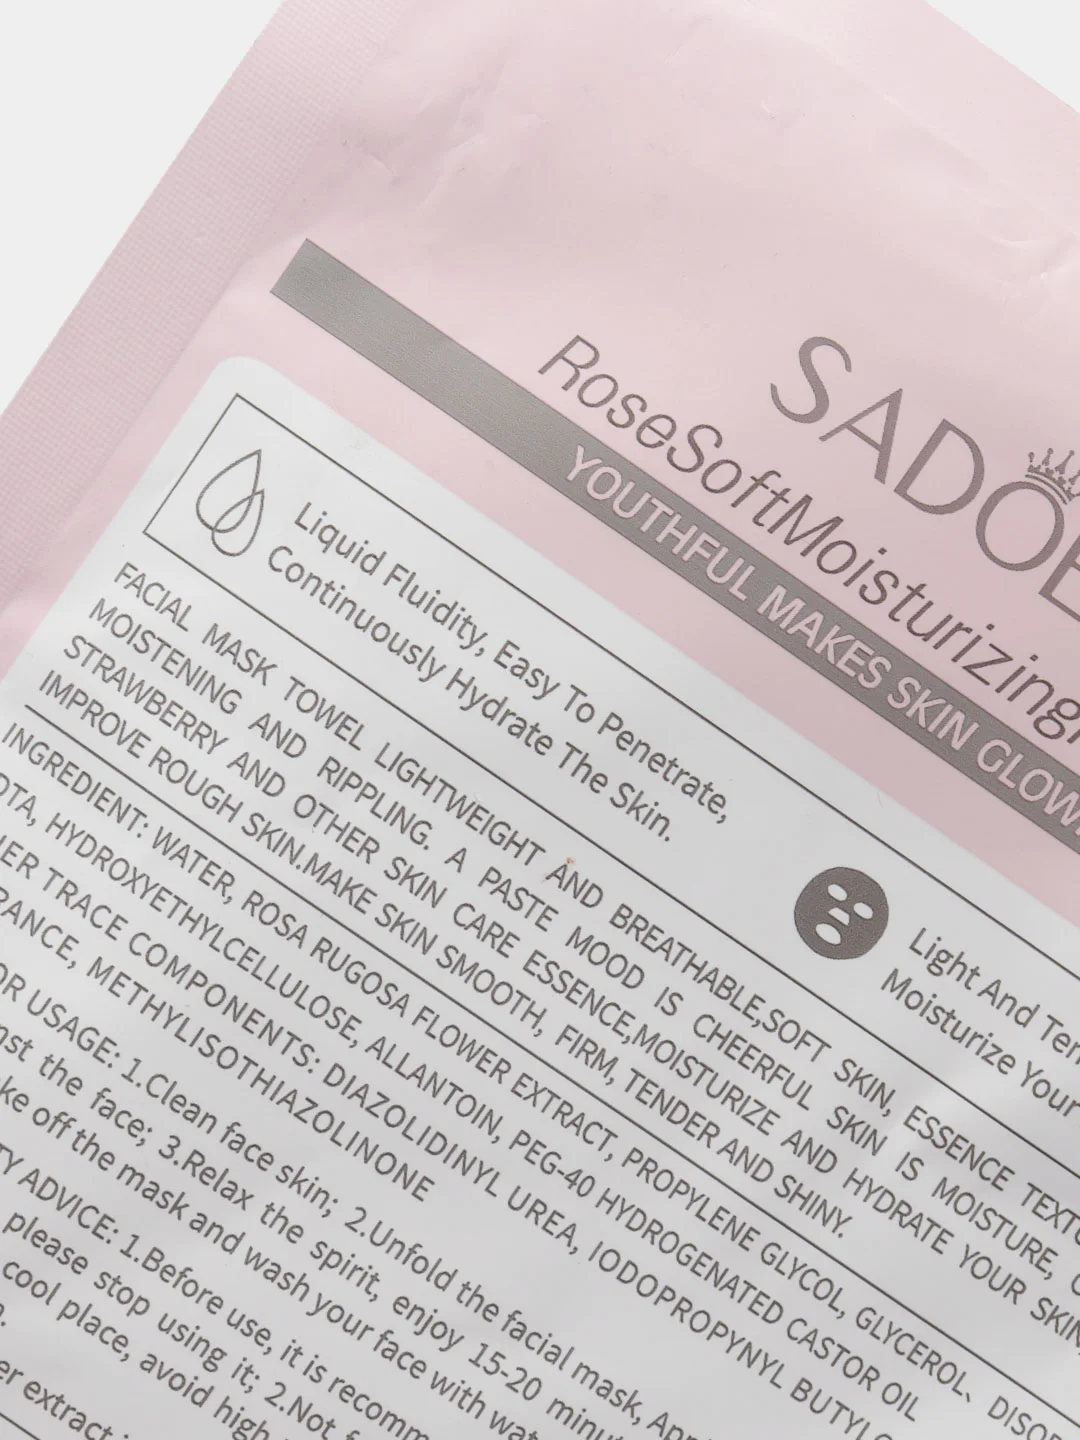 SADOE
RoseSoftMoisturizing
YOUTHFUL MAKES SKIN GLOW
Liquid Fluidity, Easy To Penetrate,
Continuously Hydrate The Skin.
Light And
Moisturize Your
FACIAL MASK TOWEL LIGHTWEIGHT AND BREATHABLE,SOFT SKIN, ESSENCE
MOISTENING AND RIPPLING. A PASTE MOOD IS CHEERFUL SKIN IS MOISTURE,
STRAWBERRY AND OTHER SKIN CARE ESSENCE,MOISTURIZE AND HYDRATE YOUR SKIN,
IMPROVE ROUGH SKIN.MAKE SKIN SMOOTH, FIRM, TENDER AND SHINY.
INGREDIENT: WATER, ROSA RUGOSA FLOWER EXTRACT, PROPYLENE GLYCOL, GLYCEROL、
HYDROXYETHYLCELLULOSE, ALLANTOIN, PEG-40 HYDROGENATED CASTOR OIL
TRACE COMPONENTS: DIAZOLIDINYL UREA, IODOPROPYNYL
METHYLISOTHIAZOLINONE
USAGE: 1.Clean face skin; 2.Unfold the facial mask,
the face; 3.Relax the spirit, enjoy 15-20
off the mask and wash your face with
ADVICE: 1.Before use, it is
please stop using it; 2.Not
cool place, avoid high
extract